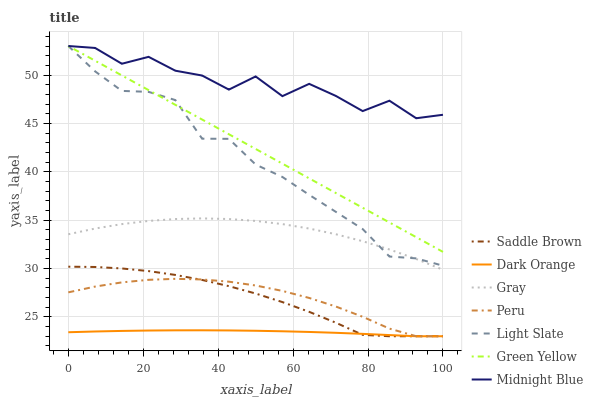 title
yaxis_label
50
45
40
35
30
25
0
20
40
60
80
100
xaxis_label
Saddle Brown
Dark Orange
Gray
Peru
Light Slate
Green Yellow
Midnight Blue